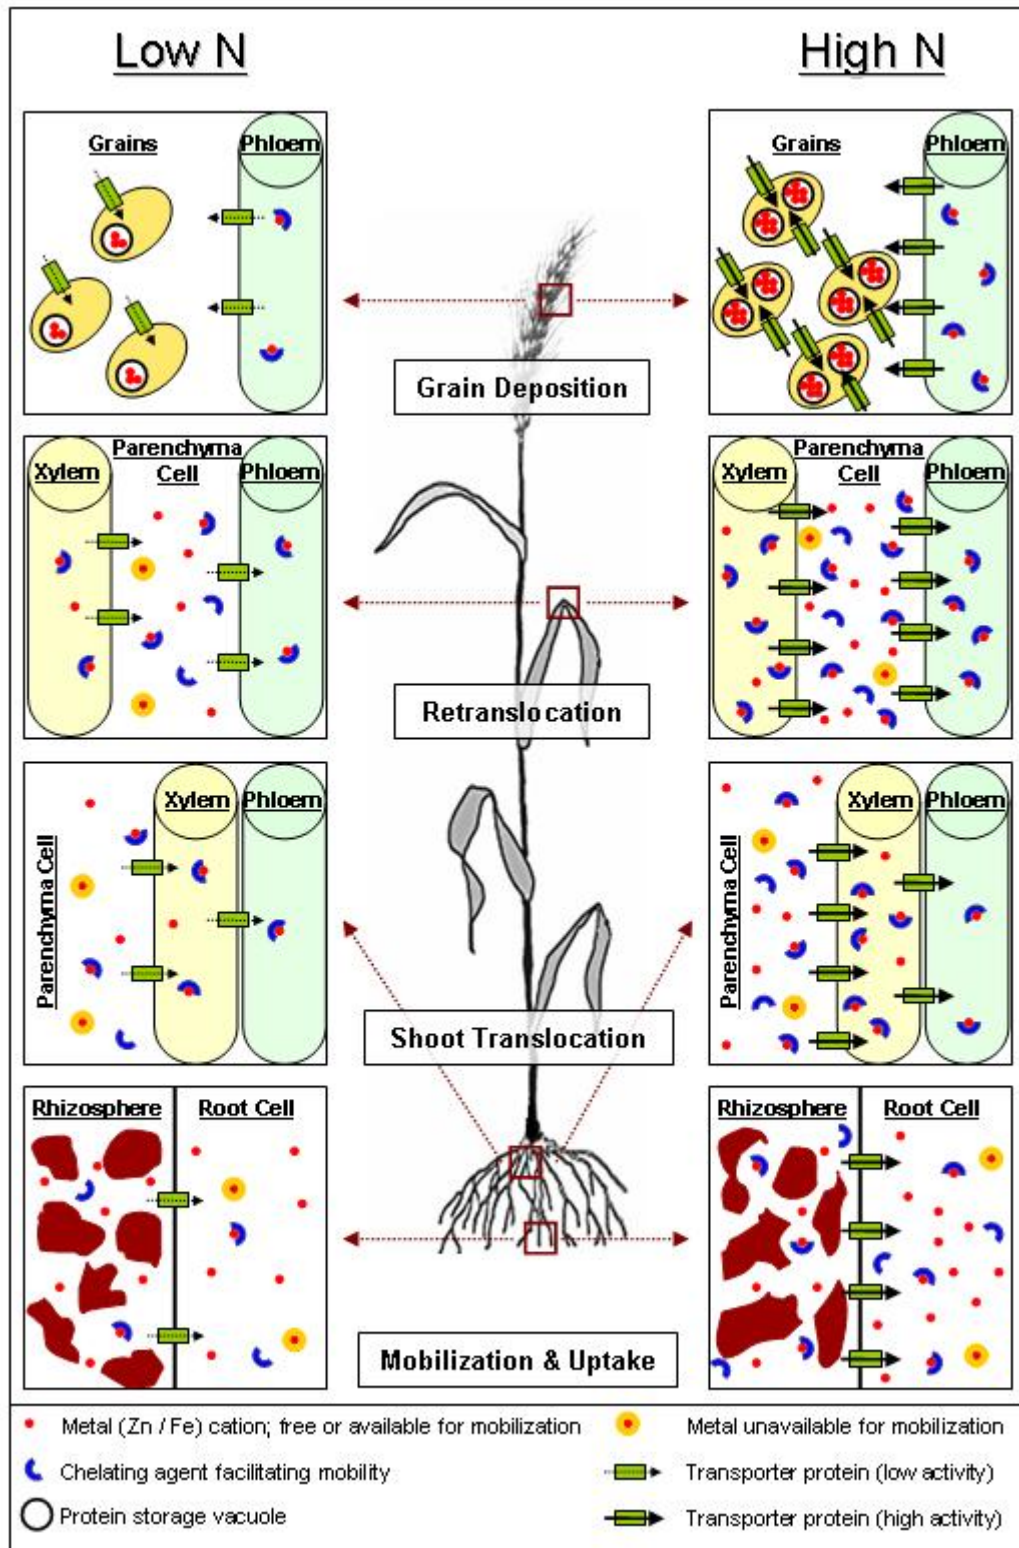 Low N
High N
Grains
Phloem
Grains
Phloem
Grain Deposition
Xylem
Parenchyma
Cell
Phloem
Xylem
Parenchyma
Cell
Phloem
Retranslocation
Parenchyma Cell
Xylem
Phloem
Parenchyma Cell
Xylem
Phloem
Shoot Translocation
Rhizosphere
Root Cell
Rhizosphere
Root Cell
Mobilization & Uptake
Metal (Zn / Fe) cation; free or available for mobilization
Metal unavailable for mobilization
Chelating agent facilitating mobility
Transporter protein (low activity)
Protein storage vacuole
Transporter protein (high activity)